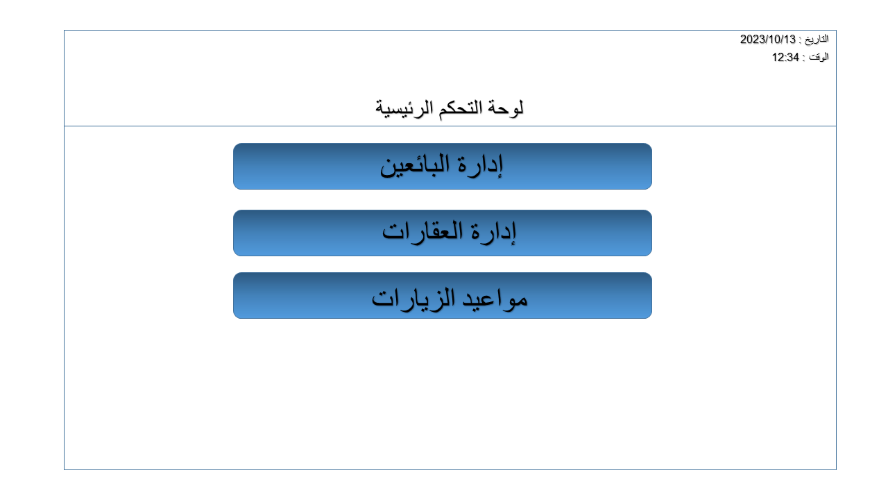 التاريخ : 2023/10/13
الوقت : 12:34
لوحة التحكم الرئيسية
إدارة البائعين
إدارة العقارات
مواعيد الزيارات